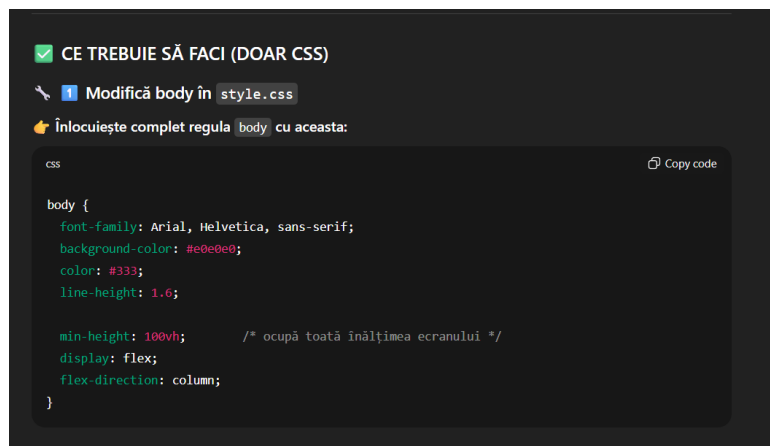 ✅ CE TREBUIE SĂ FACI (DOAR CSS)
🔧 1️⃣ Modifică body în style.css
👉 Înlocuiește complet regula body cu aceasta:
css
Copy code
body {
  font-family: Arial, Helvetica, sans-serif;
  background-color: #e0e0e0;
  color: #333;
  line-height: 1.6;

  min-height: 100vh;        /* ocupă toată înălțimea ecranului */
  display: flex;
  flex-direction: column;
}